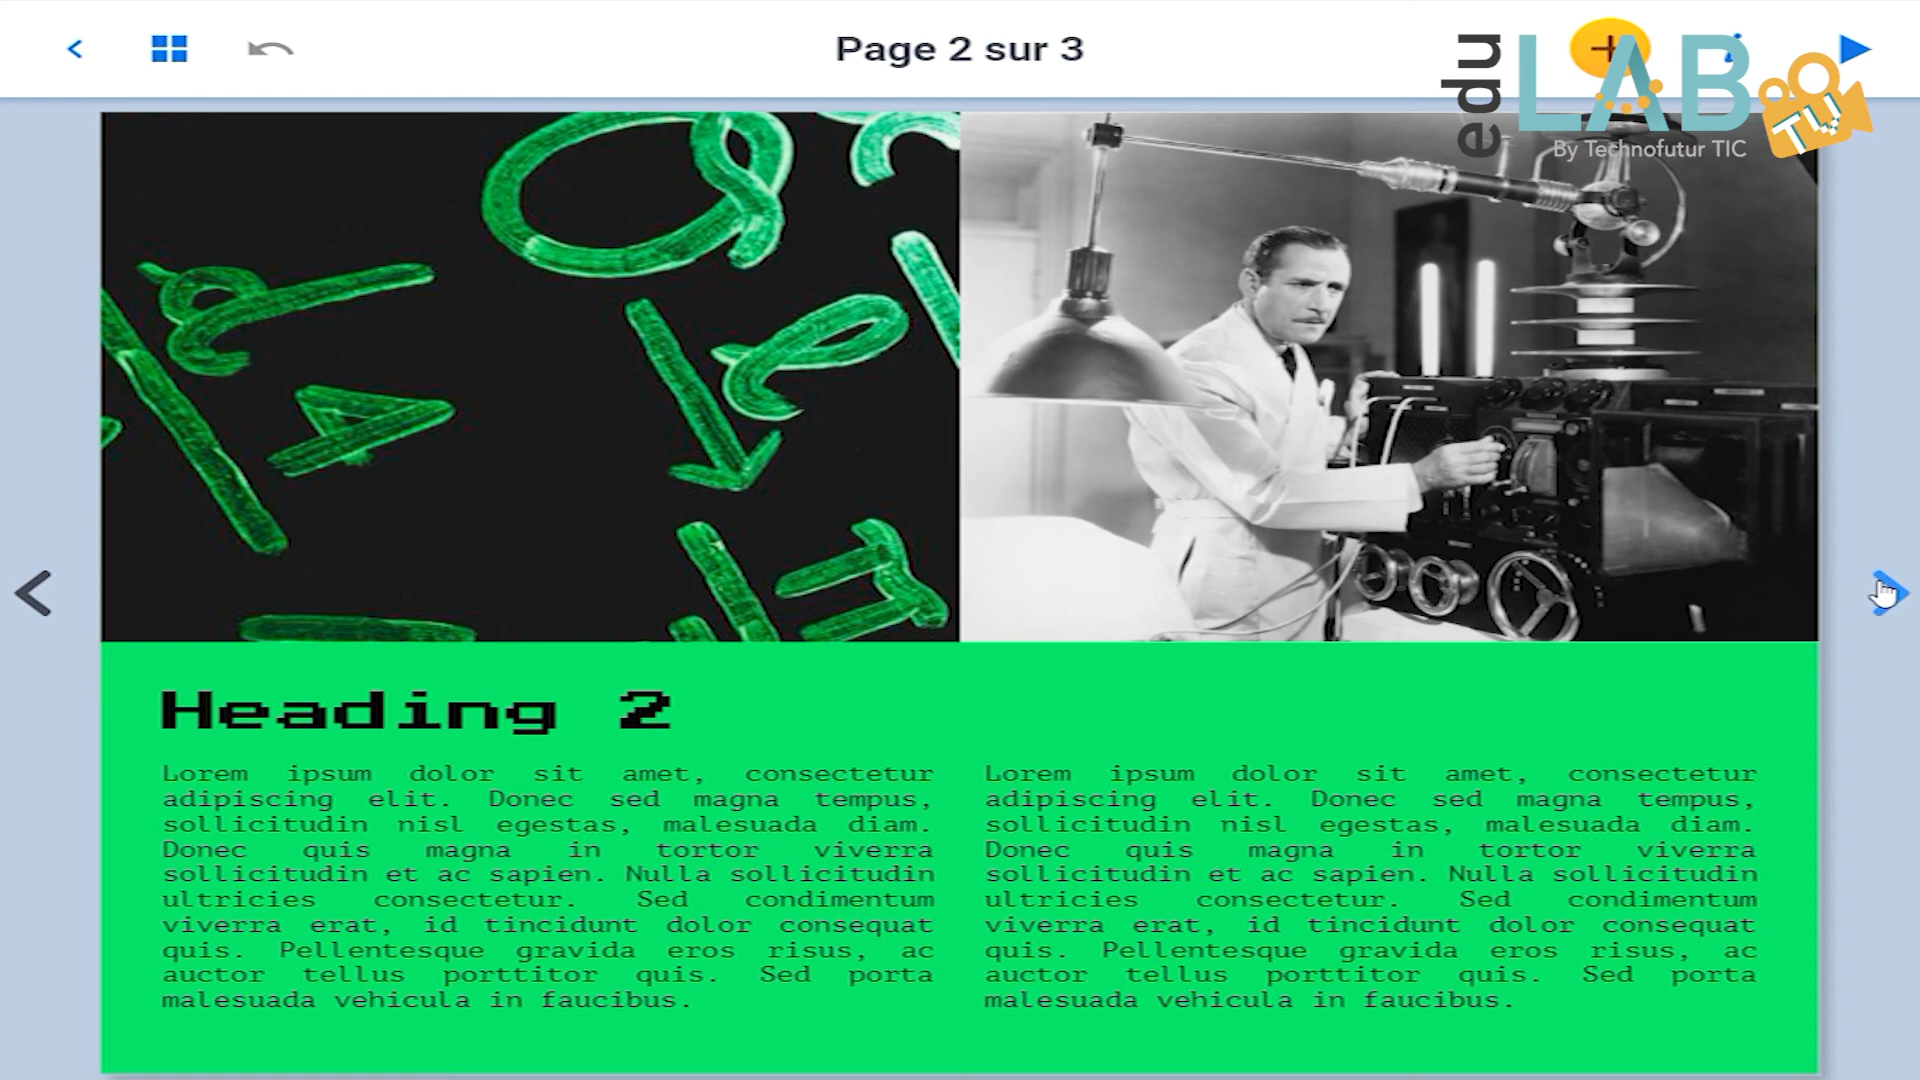 Page 2 sur 3
edu LAB TV
By Technofutur TIC
Heading 2
Lorem ipsum dolor sit amet, consectetur
adipiscing elit. Donec sed magna tempus,
sollicitudin nisl egestas, malesuada diam.
Donec quis magna in tortor viverra
sollicitudin et ac sapien. Nulla sollicitudin
ultricies consectetur. Sed condimentum
viverra erat, id tincidunt dolor consequat
quis. Pellentesque gravida eros risus, ac
auctor tellus porttitor quis. Sed porta
malesuada vehicula in faucibus.
Lorem ipsum dolor sit amet, consectetur
adipiscing elit. Donec sed magna tempus,
sollicitudin nisl egestas, malesuada diam.
Donec quis magna in tortor viverra
sollicitudin et ac sapien. Nulla sollicitudin
ultricies consectetur. Sed condimentum
viverra erat, id tincidunt dolor consequat
quis. Pellentesque gravida eros risus, ac
auctor tellus porttitor quis. Sed porta
malesuada vehicula in faucibus.